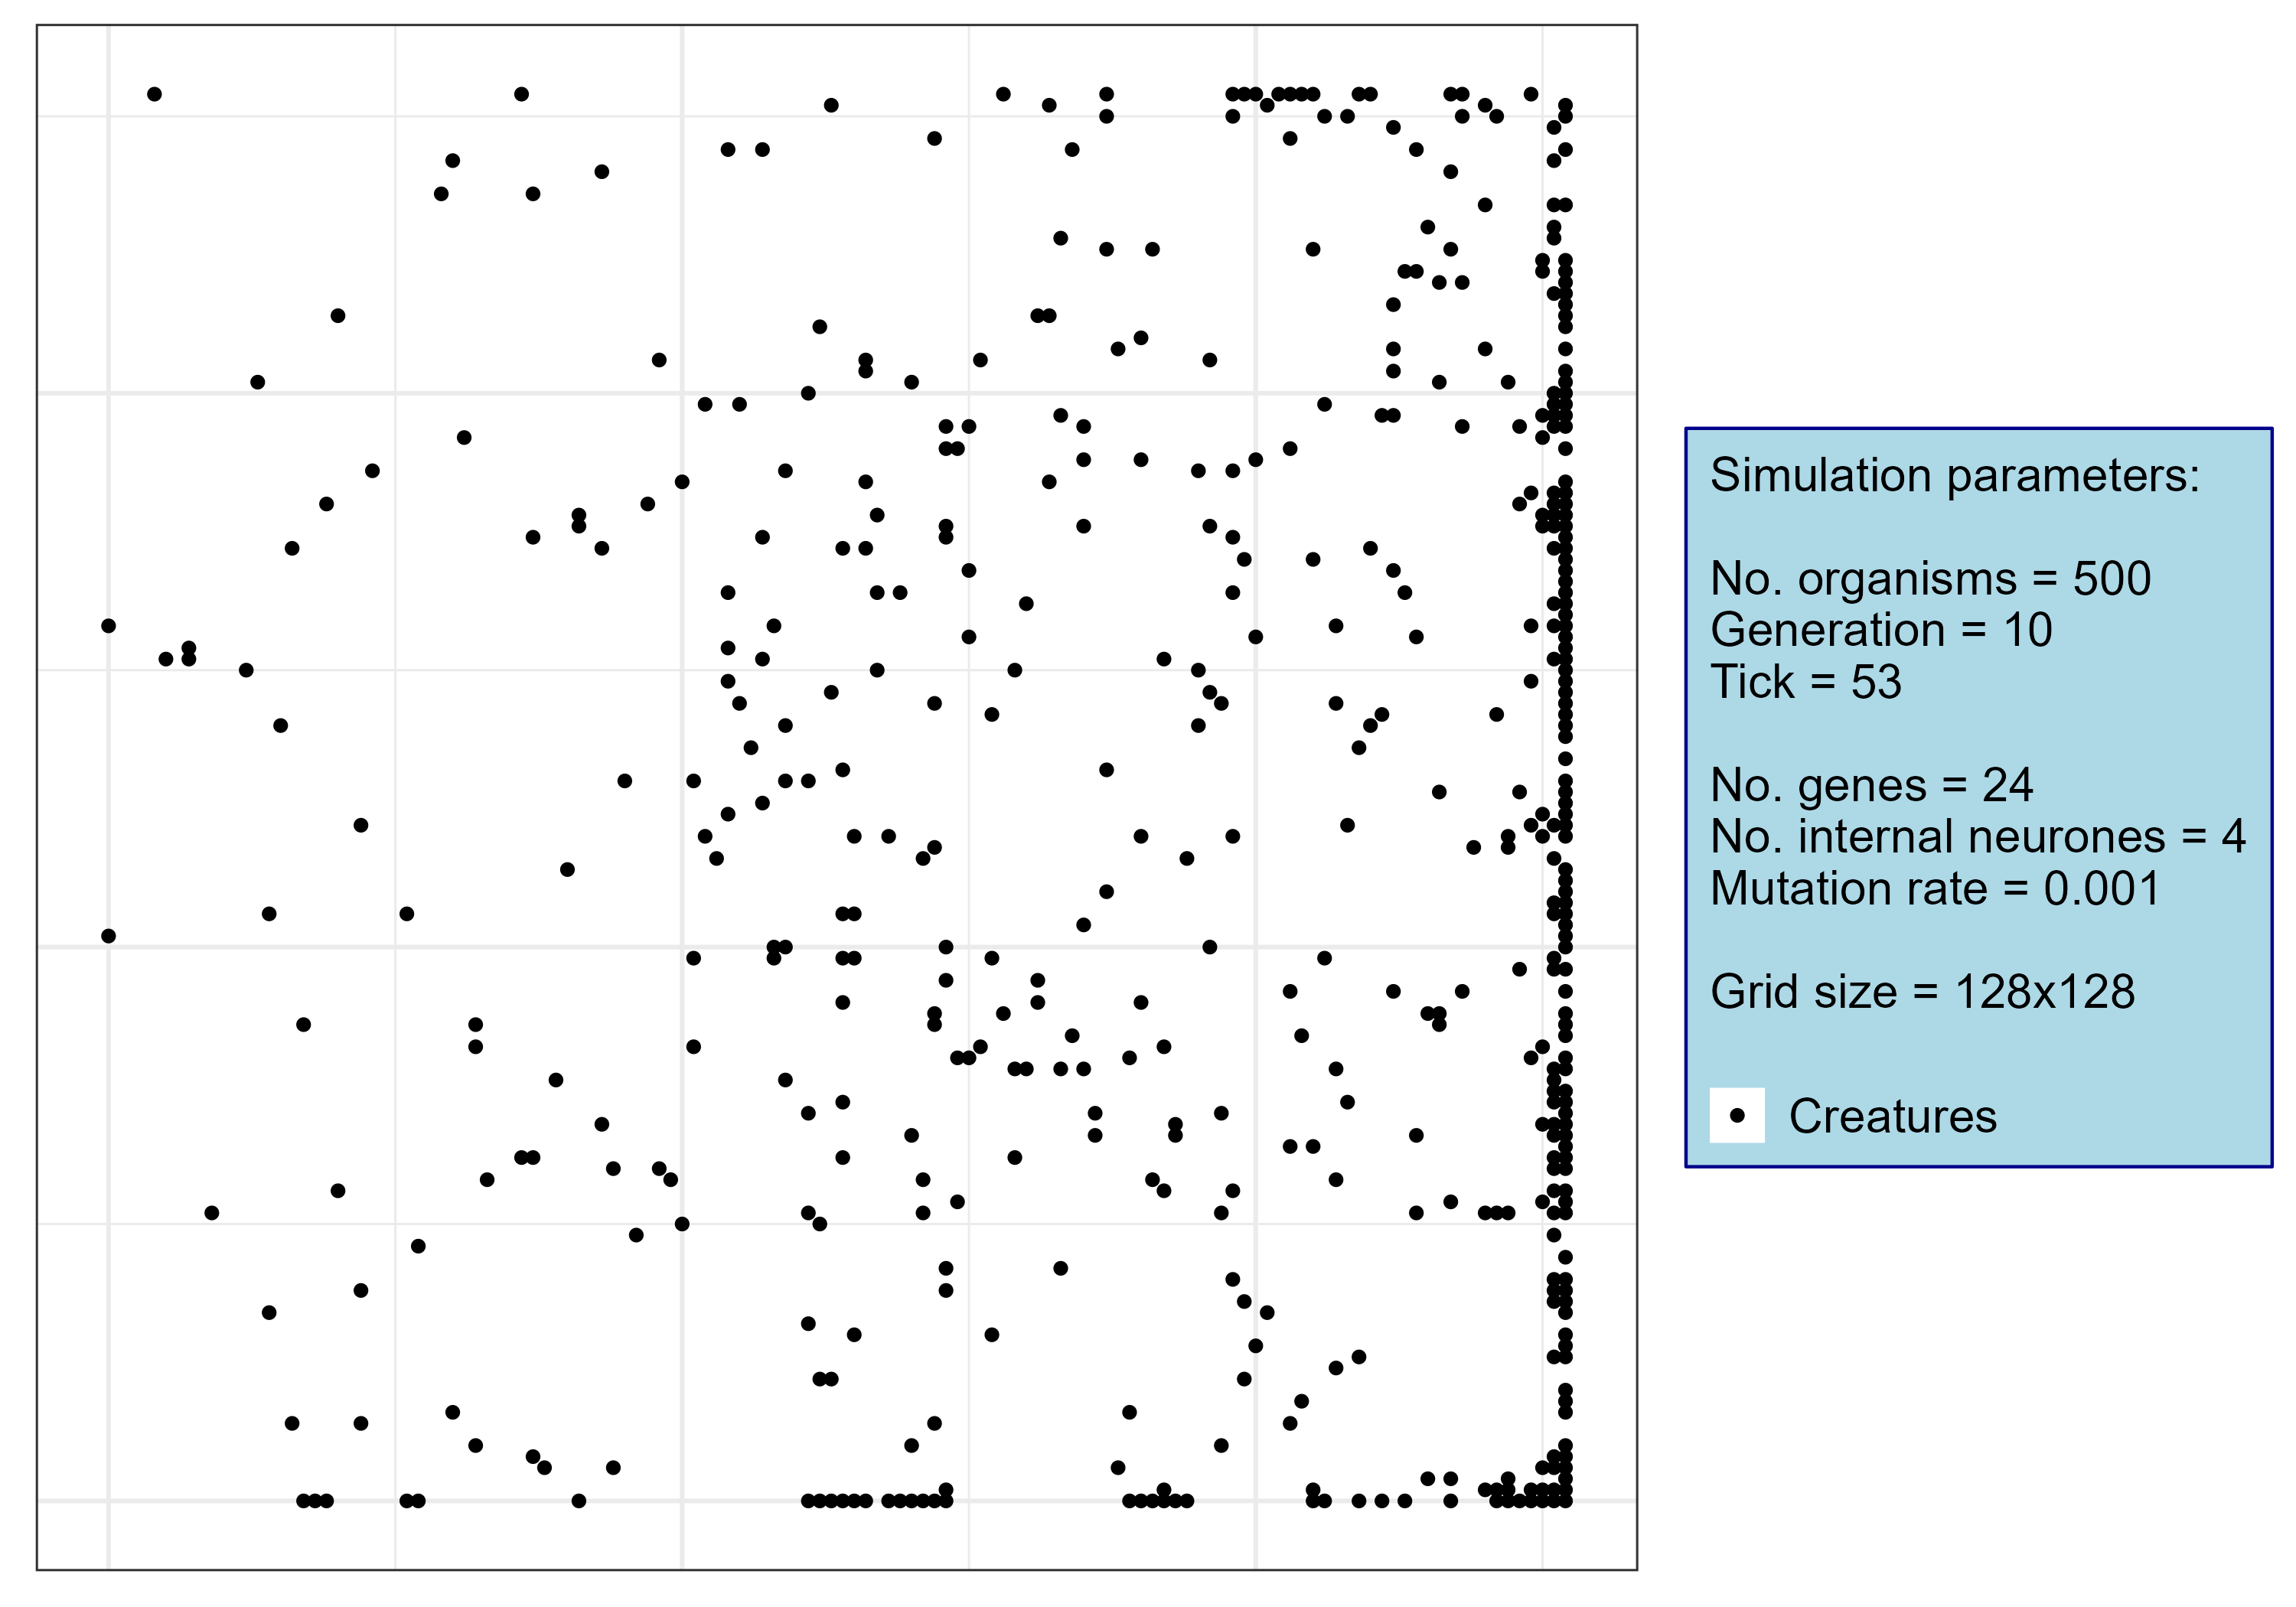 Simulation parameters:
No. organisms = 500
Generation = 10
Tick = 53
No. genes = 24
No. internal neurones = 4
Mutation rate = 0.001
Grid size = 128x128
Creatures